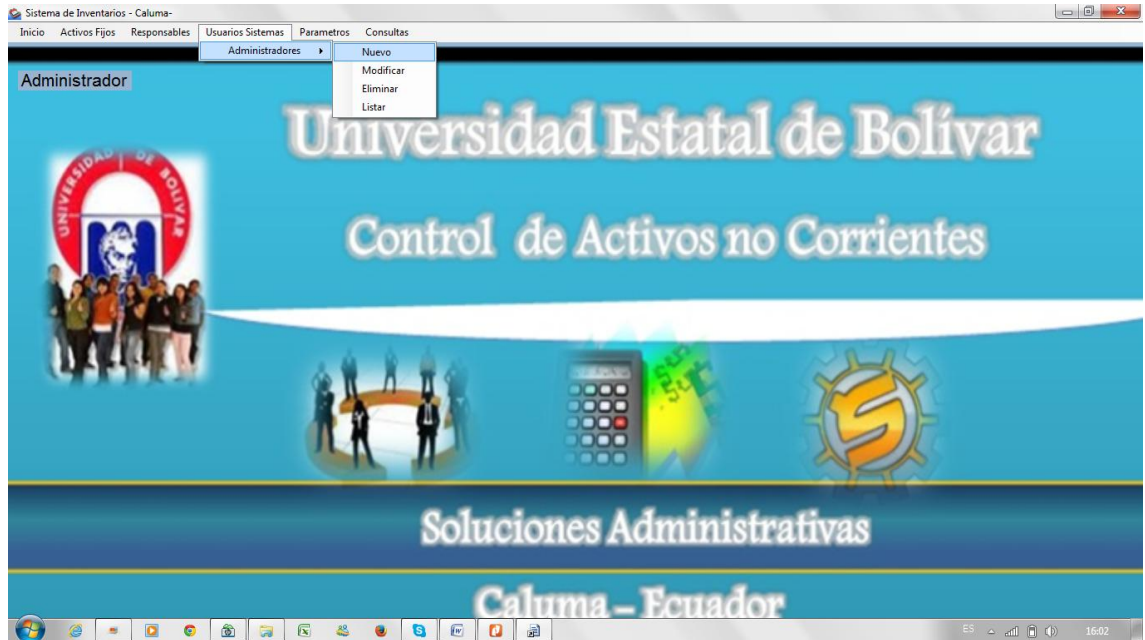 Sistema de Inventarios - Caluma-
Inicio Activos Fijos Responsables Usuarios Sistemas Parametros Consultas
Administradores Nuevo
Modificar
Eliminar
Listar
Administrador
UNIVERSIDAD DE BOLIVAR
Universidad Estatal de Bolívar
Control de Activos no Corrientes
Soluciones Administrativas
Caluma – Ecuador
ES 16:02